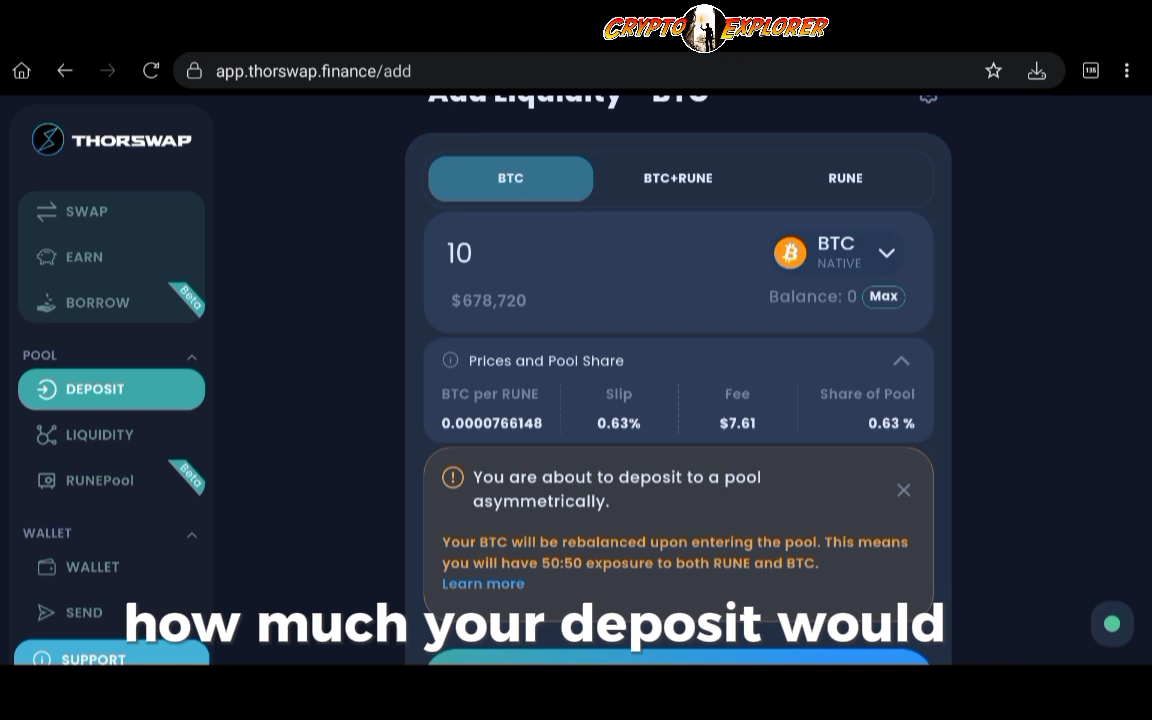 CRYPTO EXPLORER
app.thorswap.finance/add
135
Add Liquidity - BTC
THORSWAP
BTC
BTC+RUNE
RUNE
SWAP
EARN
BORROW
Beta
POOL
DEPOSIT
LIQUIDITY
RUNEPool
Beta
WALLET
WALLET
SEND
SUPPORT
10
BTC
NATIVE
$678,720
Balance: 0 Max
Prices and Pool Share
BTC per RUNE Slip Fee Share of Pool
0.0000766148 0.63% $7.61 0.63 %
You are about to deposit to a pool
asymmetrically.
Your BTC will be rebalanced upon entering the pool. This means
you will have 50:50 exposure to both RUNE and BTC.
Learn more
how much your deposit would